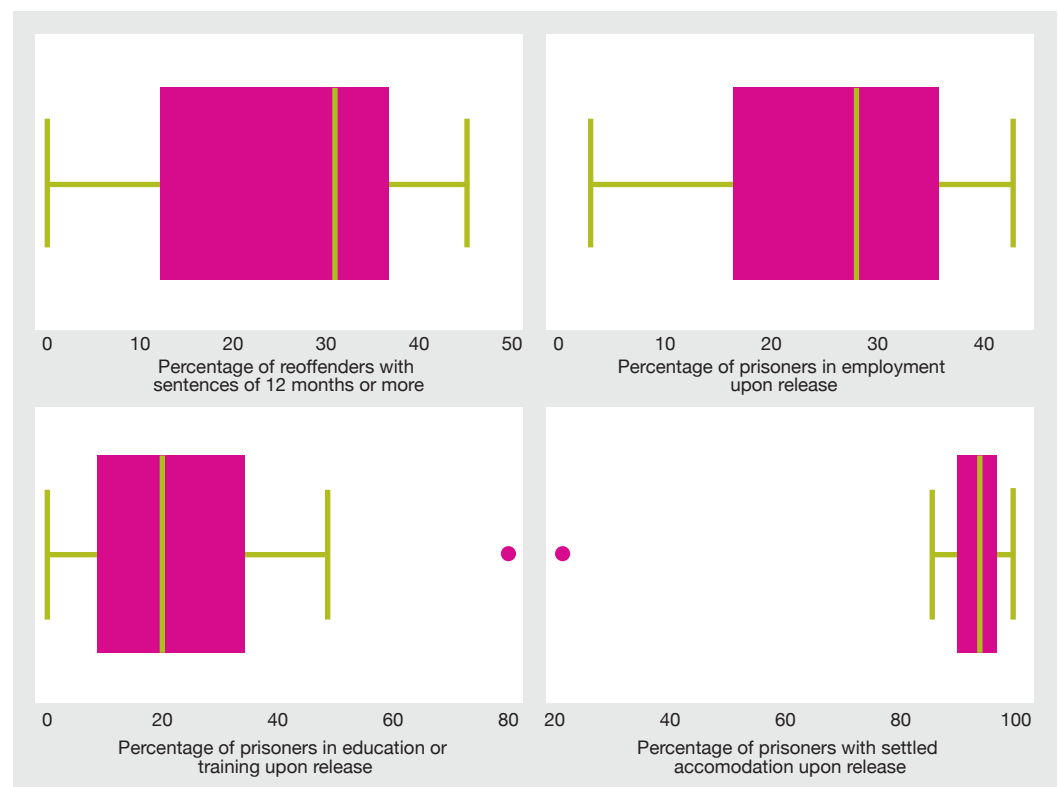 0 10 20 30 40 50
Percentage of reoffenders with
sentences of 12 months or more
0 10 20 30 40
Percentage of prisoners in employment
upon release
0 20 40 60 80
Percentage of prisoners in education or
training upon release
20 40 60 80 100
Percentage of prisoners with settled
accomodation upon release